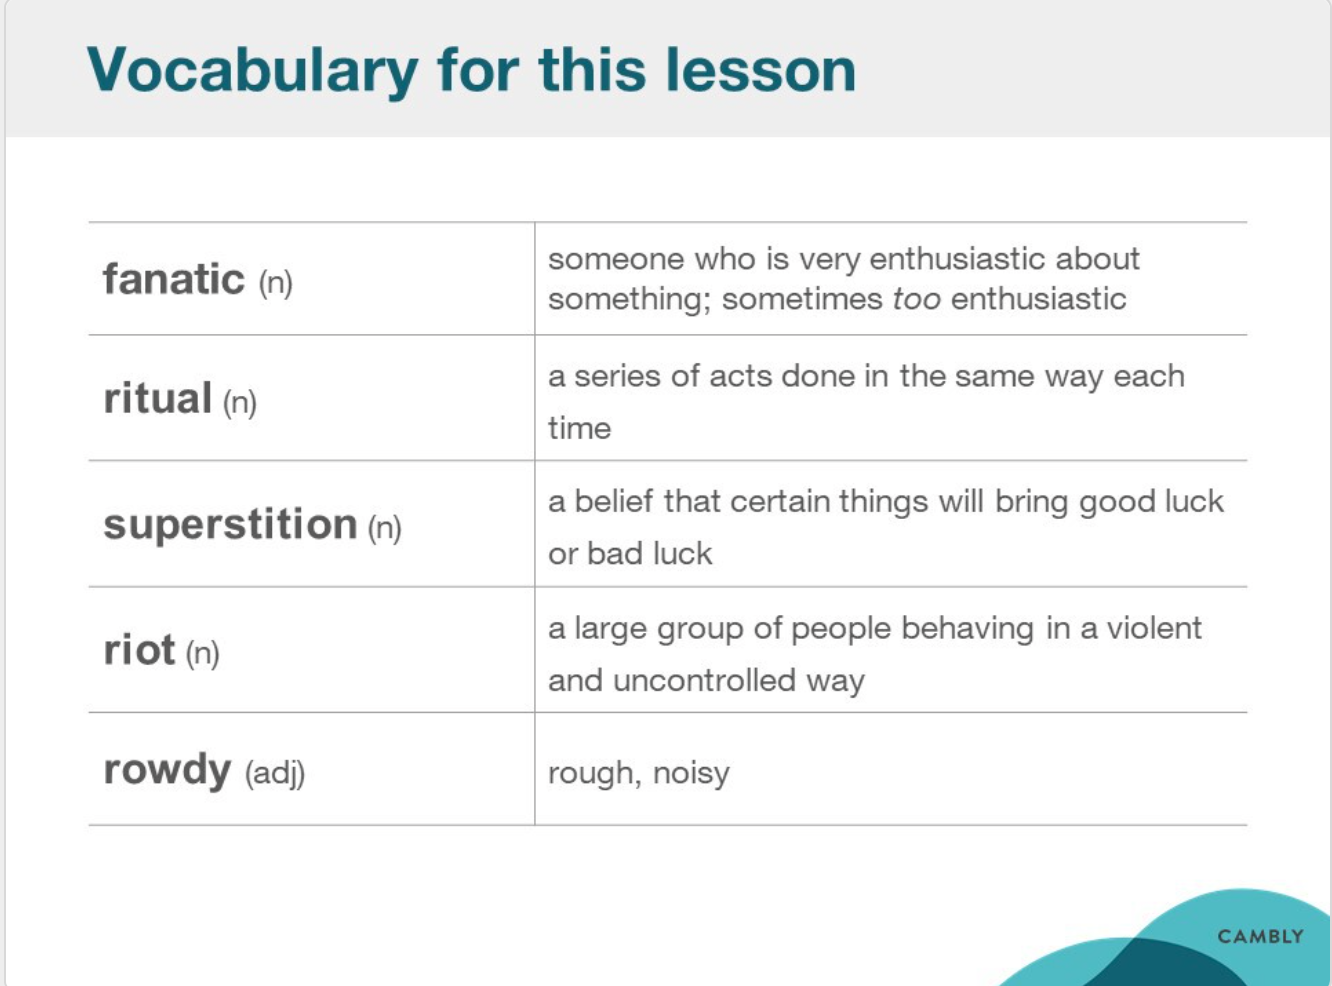 Vocabulary for this lesson
fanatic (n)
someone who is very enthusiastic about
something; sometimes too enthusiastic
ritual (n)
a series of acts done in the same way each
time
superstition (n)
a belief that certain things will bring good luck
or bad luck
riot (n)
a large group of people behaving in a violent
and uncontrolled way
rowdy (adj)
rough, noisy
CAMBLY